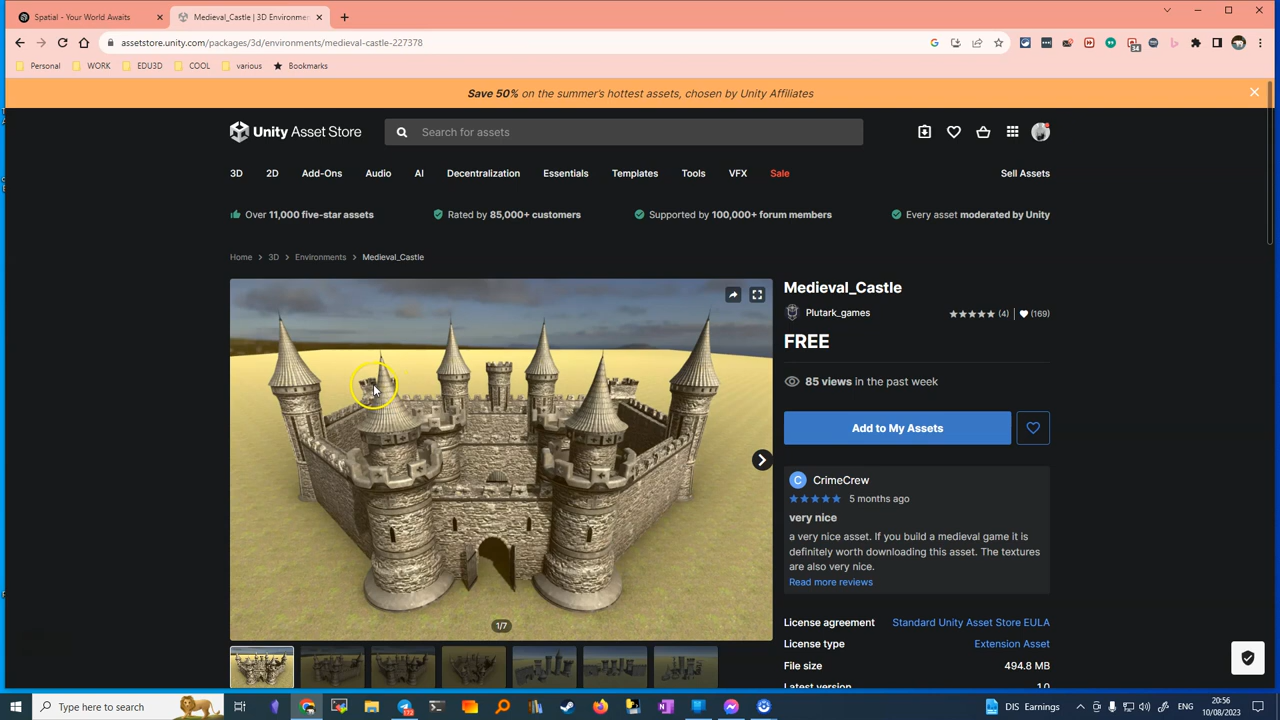 Spatial - Your World Awaits
Medieval_Castle | 3D Environmen
assetstore.unity.com/packages/3d/environments/medieval-castle-227378
34
Personal
WORK
EDU3D
COOL
various
Bookmarks
Save 50% on the summer's hottest assets, chosen by Unity Affiliates
Unity Asset Store
Search for assets
3D
2D
Add-Ons
Audio
AI
Decentralization
Essentials
Templates
Tools
VFX
Sale
Sell Assets
Over 11,000 five-star assets
Rated by 85,000+ customers
Supported by 100,000+ forum members
Every asset moderated by Unity
Home > 3D > Environments > Medieval_Castle
Medieval_Castle
Plutark_games
(4)
(169)
FREE
85 views in the past week
Add to My Assets
C
CrimeCrew
5 months ago
very nice
a very nice asset. If you build a medieval game it is
definitely worth downloading this asset. The textures
are also very nice.
Read more reviews
1/7
License agreement
Standard Unity Asset Store EULA
License type
Extension Asset
File size
494.8 MB
Latest version
1.0
Type here to search
DIS Earnings
ENG
20:56
10/08/2023